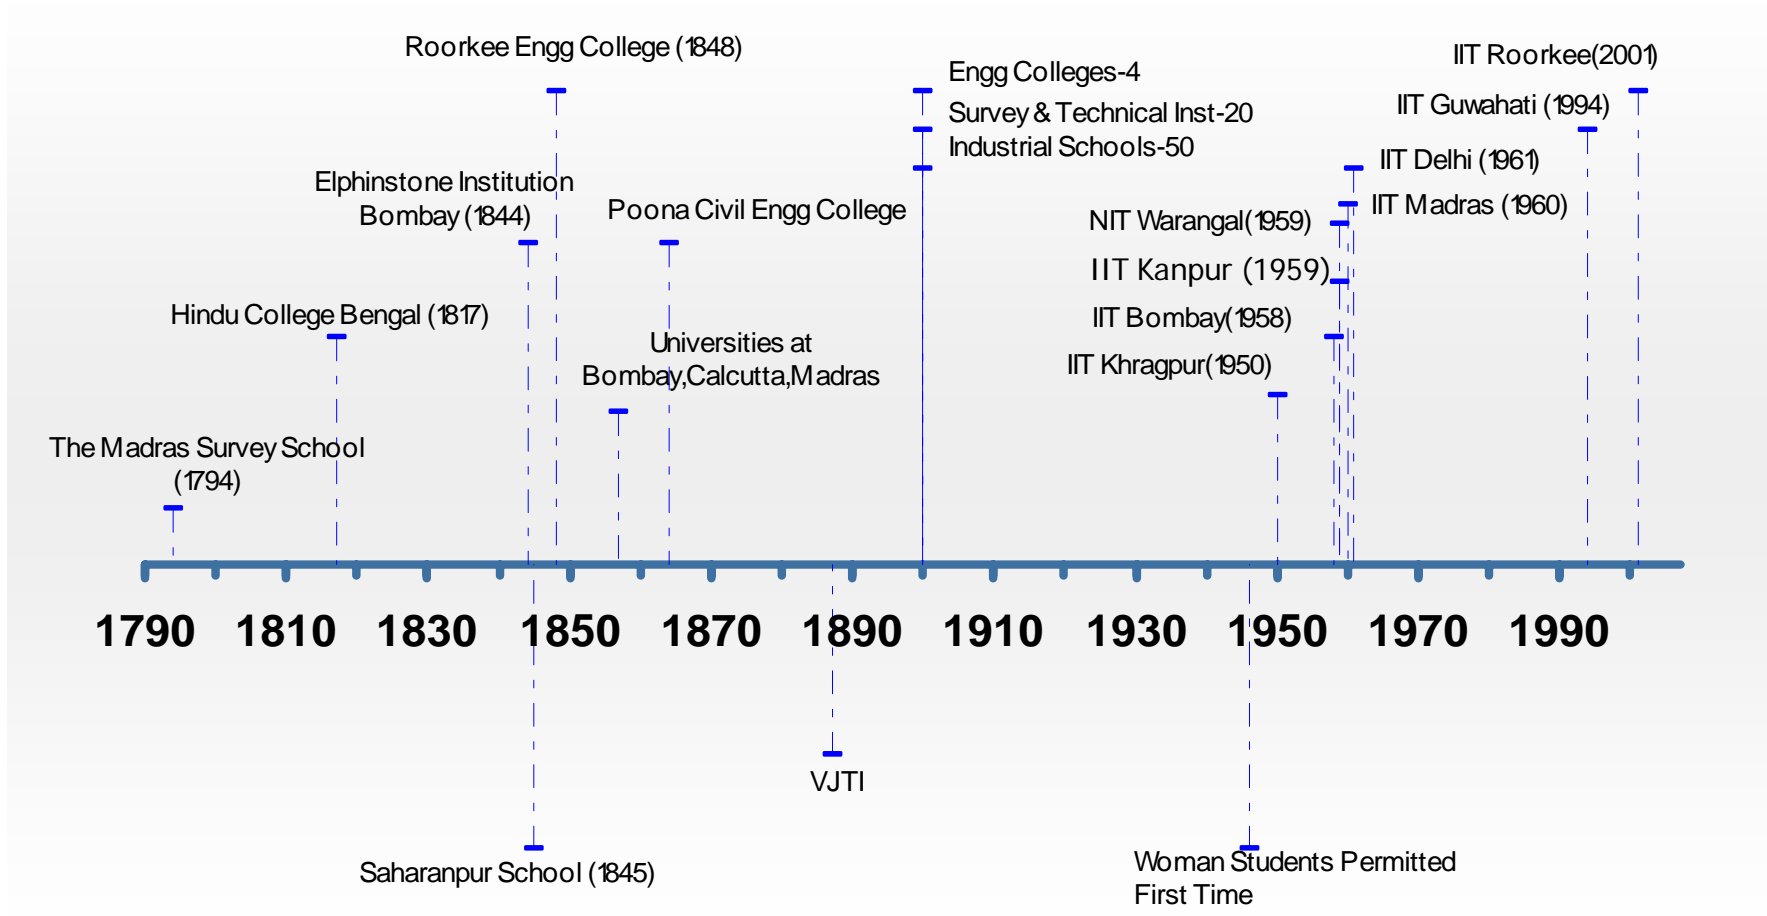 Roorkee Engg College (1848)
IIT Roorkee(2001)
Engg Colleges-4
IIT Guwahati (1994)
Survey & Technical Inst-20
Industrial Schools-50
IIT Delhi (1961)
Elphinstone Institution
Bombay (1844)
Poona Civil Engg College
IIT Madras (1960)
NIT Warangal(1959)
IIT Kanpur (1959)
Hindu College Bengal (1817)
IIT Bombay(1958)
Universities at
Bombay,Calcutta,Madras
IIT Khragpur(1950)
The Madras Survey School
(1794)
1790 1810 1830 1850 1870 1890 1910 1930 1950 1970 1990
VJTI
Saharanpur School (1845)
Woman Students Permitted
First Time